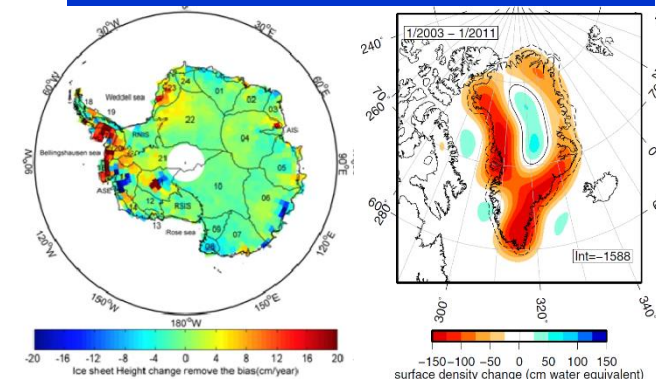 30°W
0°
30°E
60°W
60°E
90°W
90°E
120°W
120°E
150°W
150°E
180°W
Weddell sea
Bellingshausen sea
RNIS
AIS
ASE
RSIS
Rose sea
18
19
23
24
01
02
03
22
04
21
05
10
06
12
14
13
09
07
-20 -16 -12 -8 -4 0 4 8 12 16 20
Ice sheet Height change remove the bias(cm/year)
1/2003 − 1/2011
240°
260°
280°
300°
320°
340°
Int=−1588
−150 −100 −50 0 50 100 150
surface density change (cm water equivalent)